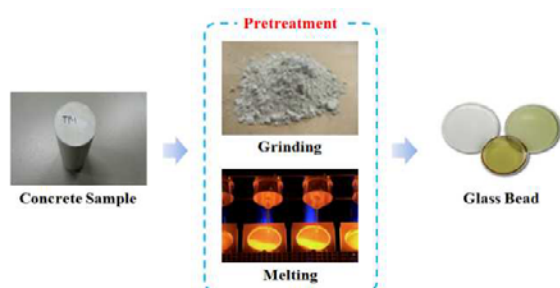 Pretreatment
Concrete Sample
Grinding
Melting
Glass Bead